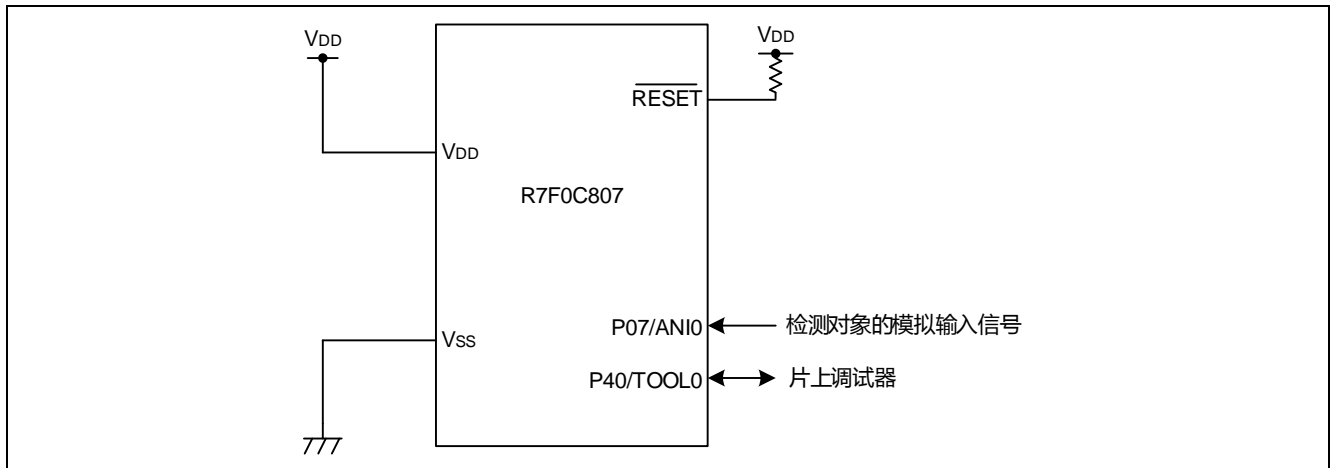 VDD
VDD
RESET
VDD
R7F0C807
P07/ANI0
检测对象的模拟输入信号
VSS
P40/TOOL0
片上调试器